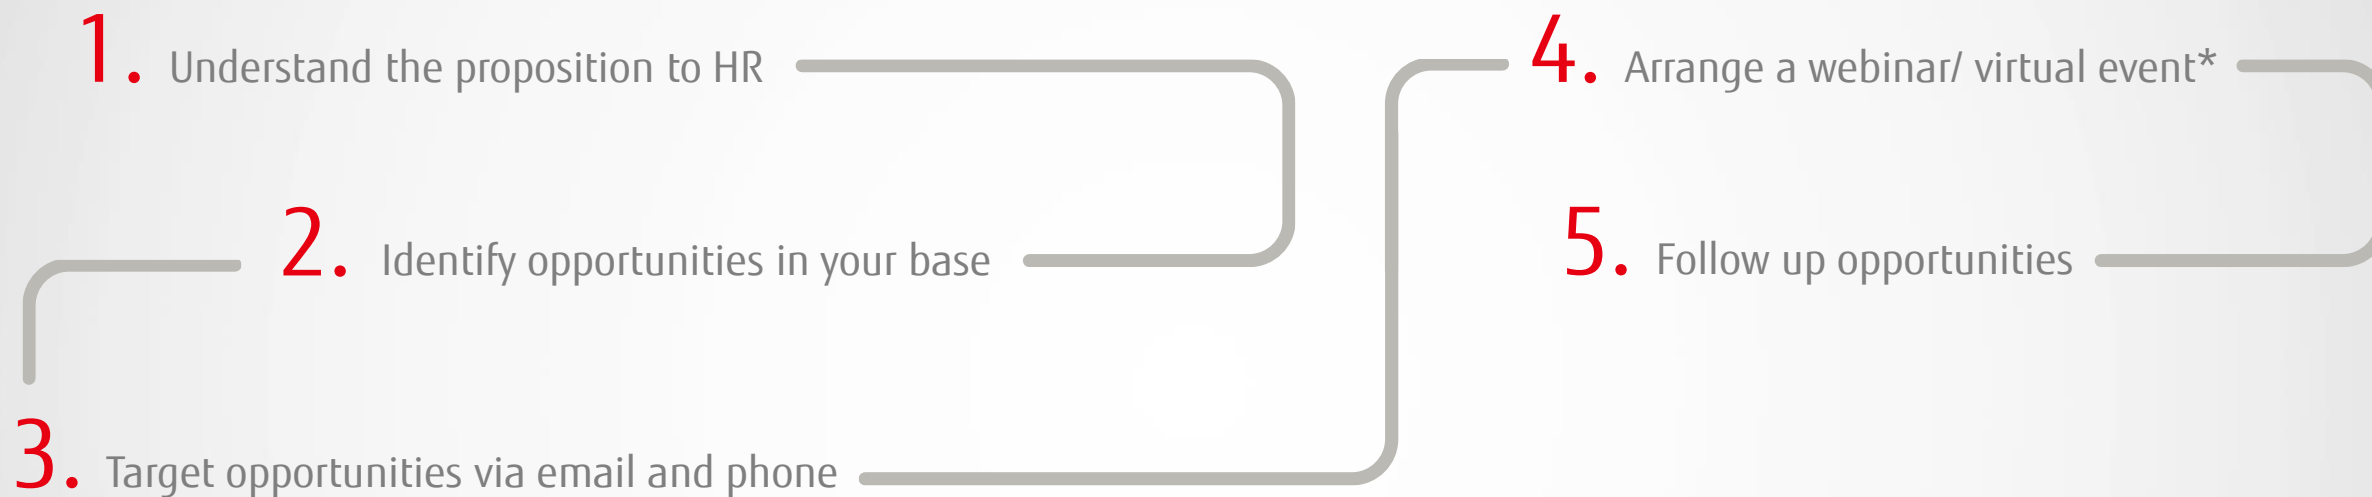 1. Understand the proposition to HR
2. Identify opportunities in your base
3. Target opportunities via email and phone
4. Arrange a webinar/ virtual event*
5. Follow up opportunities